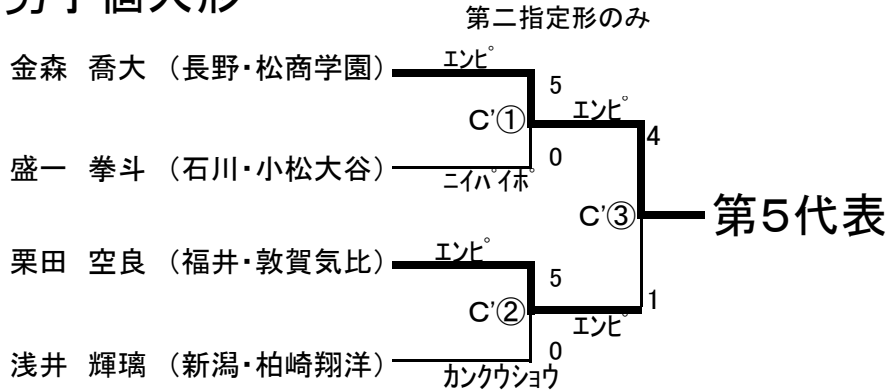 男子個人形
第二指定形のみ
金森　喬大　（長野・松商学園）
エンピ
5
C'①
エンピ
4
盛一　拳斗　（石川・小松大谷）
ニイパイポ
0
C'③
第5代表
栗田　空良　（福井・敦賀気比）
エンピ
5
C'②
エンピ
1
浅井　輝璃　（新潟・柏崎翔洋）
カンクウショウ
0